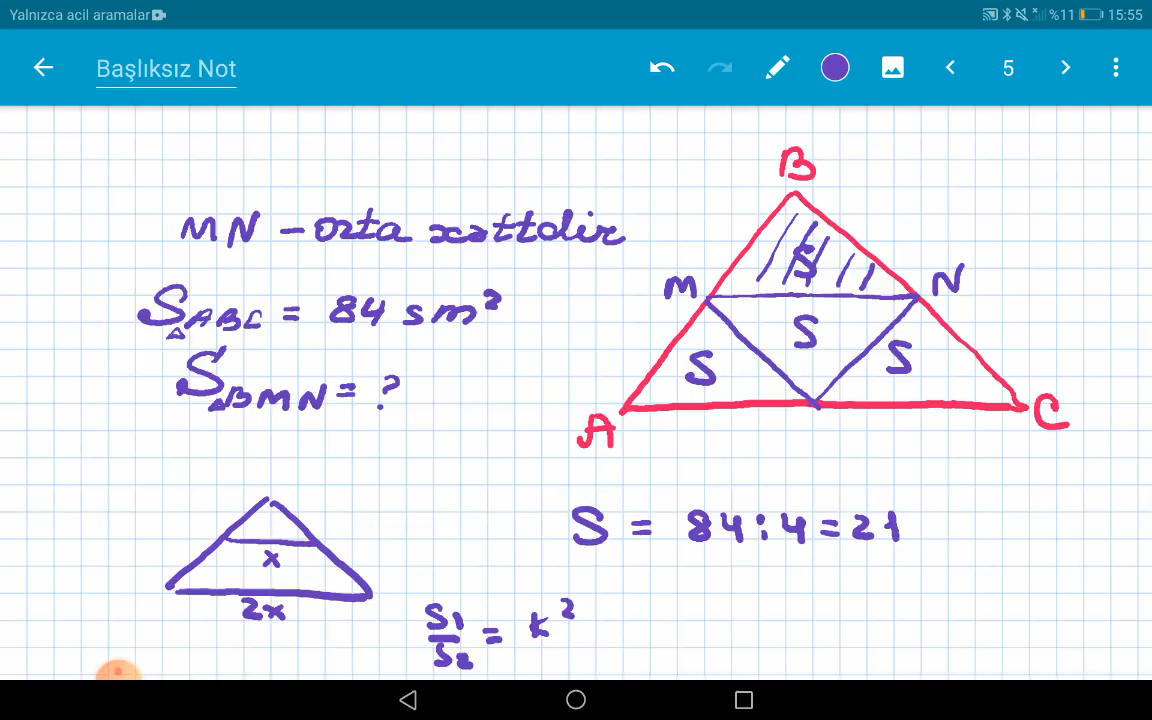 Yalnızca acil aramalar
%11
15:55
Başlıksız Not
5
B
MN – orta xəttdir
S
M
N
S△ABC = 84 sm²
S
S
S
S△BMN = ?
A
C
S = 84 : 4 = 21
x
2x
S1/S2 = k²